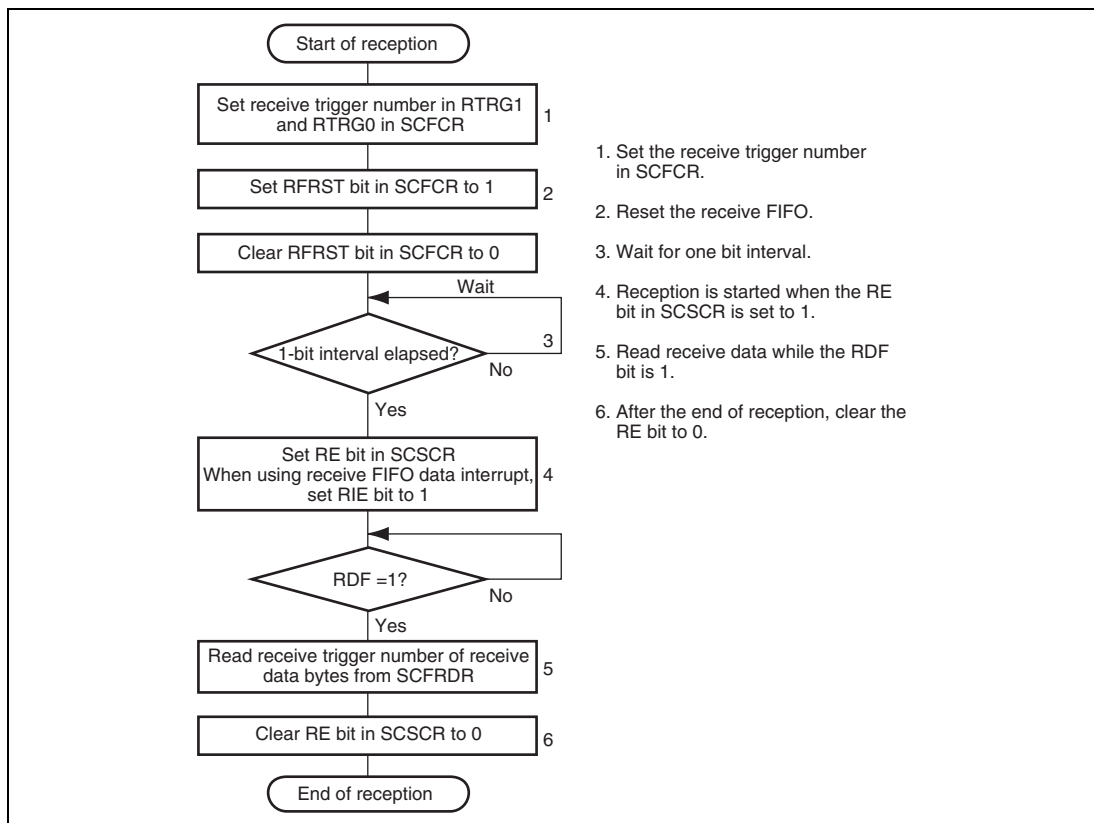 Start of reception
Set receive trigger number in RTRG1
and RTRG0 in SCFCR
1
Set RFRST bit in SCFCR to 1
2
Clear RFRST bit in SCFCR to 0
Wait
1-bit interval elapsed?
3
No
Yes
Set RE bit in SCSCR
When using receive FIFO data interrupt,
set RIE bit to 1
4
RDF =1?
No
Yes
Read receive trigger number of receive
data bytes from SCFRDR
5
Clear RE bit in SCSCR to 0
6
End of reception
1. Set the receive trigger number
in SCFCR.
2. Reset the receive FIFO.
3. Wait for one bit interval.
4. Reception is started when the RE
bit in SCSCR is set to 1.
5. Read receive data while the RDF
bit is 1.
6. After the end of reception, clear the
RE bit to 0.